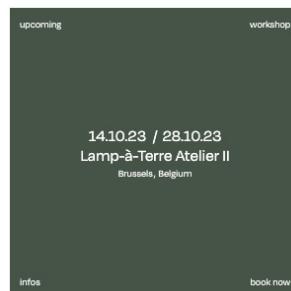 upcoming
workshop
14.10.23 / 28.10.23
Lamp-à-Terre Atelier II
Brussels, Belgium
infos
book now